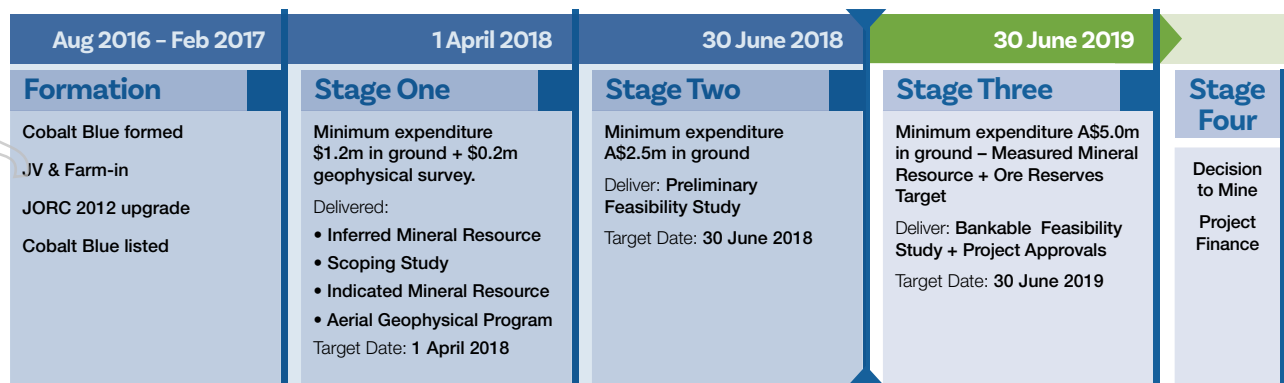 Aug 2016 – Feb 2017
1 April 2018
30 June 2018
30 June 2019
Formation
Cobalt Blue formed
JV & Farm-in
JORC 2012 upgrade
Cobalt Blue listed
Stage One
Minimum expenditure
$1.2m in ground + $0.2m
geophysical survey.
Delivered:
• Inferred Mineral Resource
• Scoping Study
• Indicated Mineral Resource
• Aerial Geophysical Program
Target Date: 1 April 2018
Stage Two
Minimum expenditure
A$2.5m in ground
Deliver: Preliminary
Feasibility Study
Target Date: 30 June 2018
Stage Three
Minimum expenditure A$5.0m
in ground – Measured Mineral
Resource + Ore Reserves
Target
Deliver: Bankable Feasibility
Study + Project Approvals
Target Date: 30 June 2019
Stage
Four
Decision
to Mine
Project
Finance